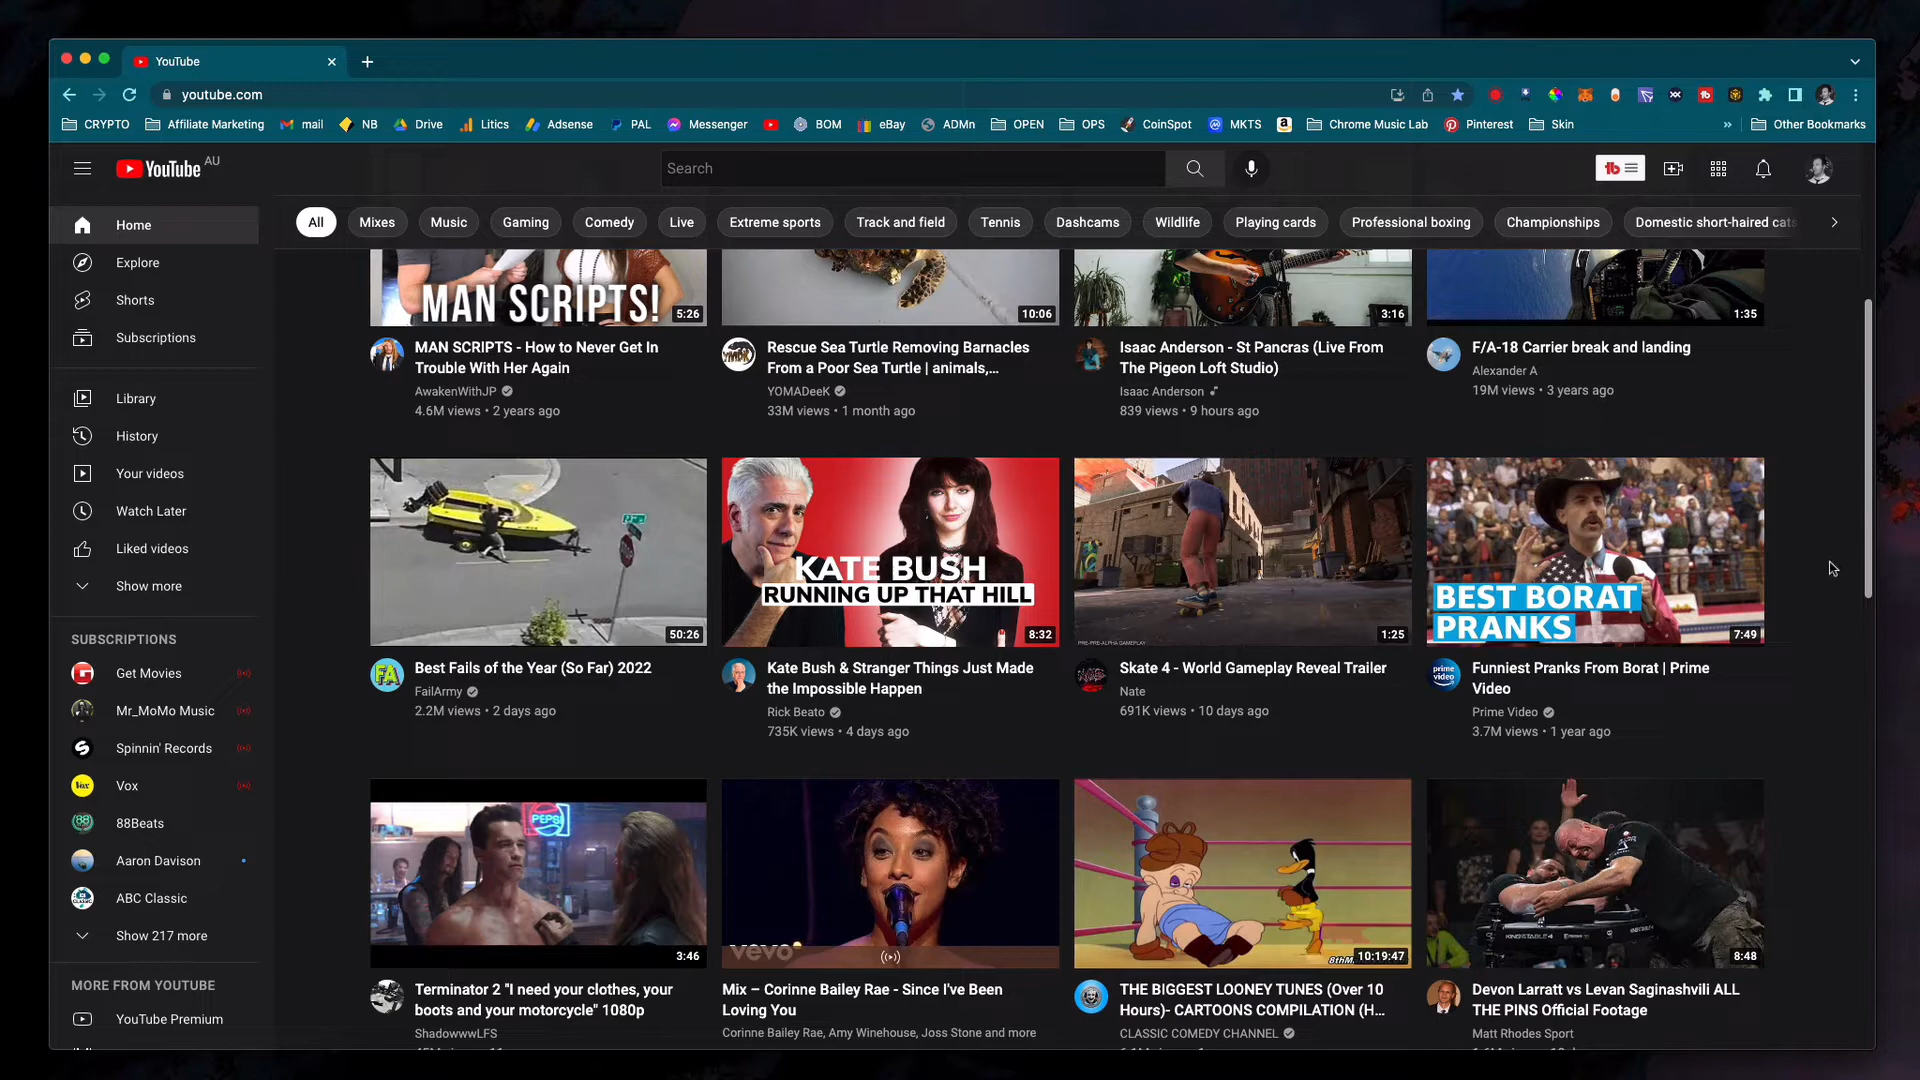 YouTube
youtube.com
CRYPTO
Affiliate Marketing
mail
NB
Drive
Litics
Adsense
PAL
Messenger
BOM
eBay
ADMn
OPEN
OPS
CoinSpot
MKTS
Chrome Music Lab
Pinterest
Skin
»
Other Bookmarks
YouTube AU
Search
All
Mixes
Music
Gaming
Comedy
Live
Extreme sports
Track and field
Tennis
Dashcams
Wildlife
Playing cards
Professional boxing
Championships
Domestic short-haired cats
Home
Explore
Shorts
Subscriptions
Library
History
Your videos
Watch Later
Liked videos
Show more
SUBSCRIPTIONS
Get Movies
Mr_MoMo Music
Spinnin' Records
Vox
88Beats
Aaron Davison
ABC Classic
Show 217 more
MORE FROM YOUTUBE
YouTube Premium
MAN SCRIPTS!
5:26
MAN SCRIPTS - How to Never Get In
Trouble With Her Again
AwakenWithJP
4.6M views • 2 years ago
10:06
Rescue Sea Turtle Removing Barnacles
From a Poor Sea Turtle | animals,...
YOMADeeK
33M views • 1 month ago
3:16
Isaac Anderson - St Pancras (Live From
The Pigeon Loft Studio)
Isaac Anderson
839 views • 9 hours ago
1:35
F/A-18 Carrier break and landing
Alexander A
19M views • 3 years ago
50:26
Best Fails of the Year (So Far) 2022
FailArmy
2.2M views • 2 days ago
KATE BUSH
RUNNING UP THAT HILL
8:32
Kate Bush & Stranger Things Just Made
the Impossible Happen
Rick Beato
735K views • 4 days ago
PRE-PRE-ALPHA GAMEPLAY
1:25
Skate 4 - World Gameplay Reveal Trailer
Nate
691K views • 10 days ago
BEST BORAT
PRANKS
7:49
prime
video
Funniest Pranks From Borat | Prime
Video
Prime Video
3.7M views • 1 year ago
PEPSI
3:46
Terminator 2 "I need your clothes, your
boots and your motorcycle" 1080p
ShadowwwLFS
vevo
Mix – Corinne Bailey Rae - Since I've Been
Loving You
Corinne Bailey Rae, Amy Winehouse, Joss Stone and more
8thM.
10:19:47
THE BIGGEST LOONEY TUNES (Over 10
Hours)- CARTOONS COMPILATION (H...
CLASSIC COMEDY CHANNEL
8:48
Devon Larratt vs Levan Saginashvili ALL
THE PINS Official Footage
Matt Rhodes Sport